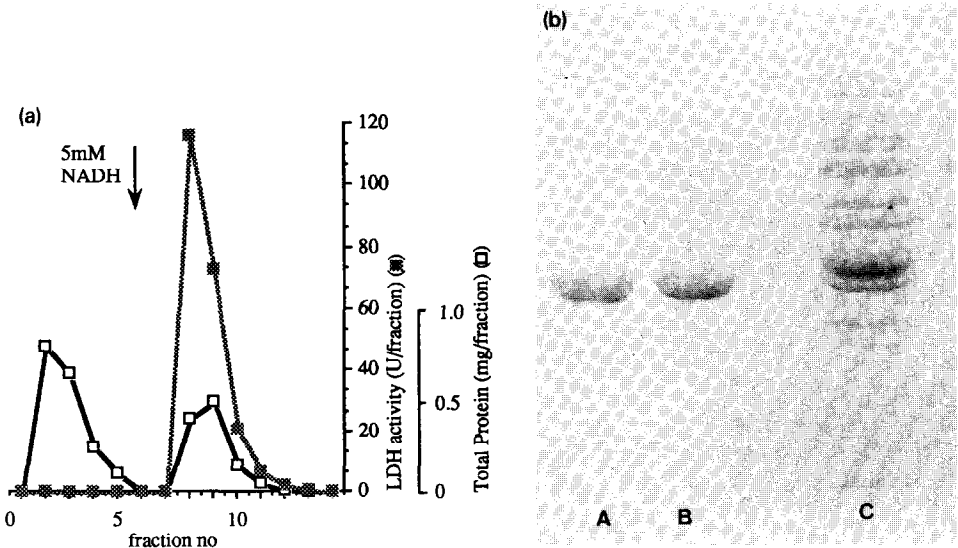 (a)
5mM
NADH
120
100
80
60
40
20
0
LDH activity (U/fraction)
1.0
0.5
0
Total Protein (mg/fraction)
0
5
10
fraction no
(b)
A
B
C